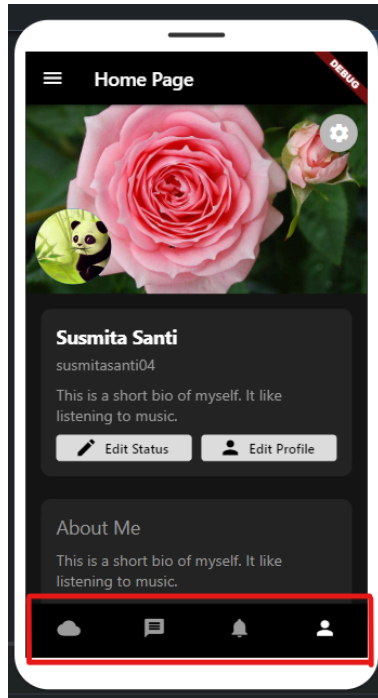 DEBUG
Home Page
Susmita Santi
susmitasanti04
This is a short bio of myself. It like
listening to music.
Edit Status
Edit Profile
About Me
This is a short bio of myself. It like
listening to music.